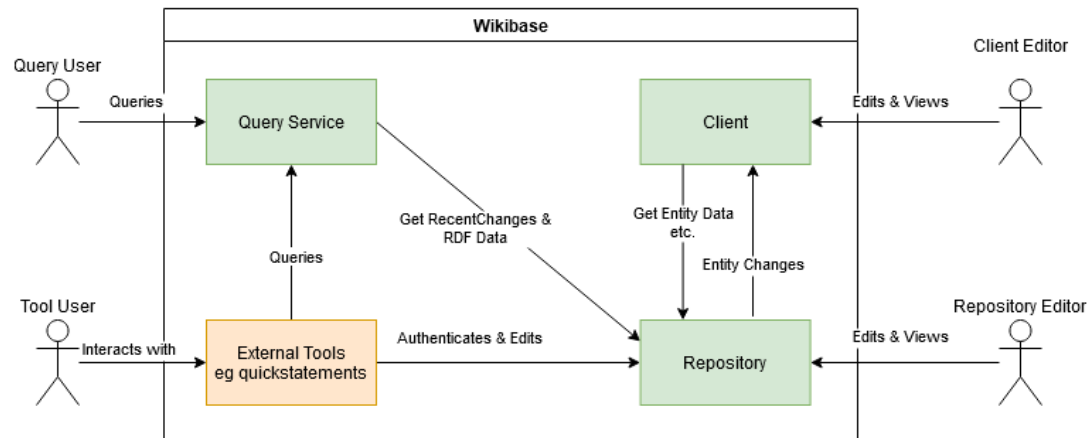 Wikibase
Query User
Client Editor
Queries
Query Service
Client
Edits & Views
Get RecentChanges &
RDF Data
Get Entity Data
etc.
Queries
Entity Changes
Tool User
Repository Editor
Interacts with
External Tools
eg quickstatements
Authenticates & Edits
Repository
Edits & Views